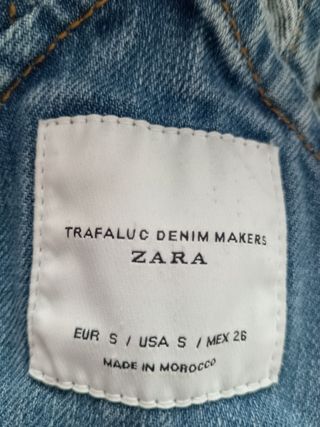 TRAFALUC DENIM MAKERS
ZARA
EUR S / USA S / MEX 26
MADE IN MOROCCO